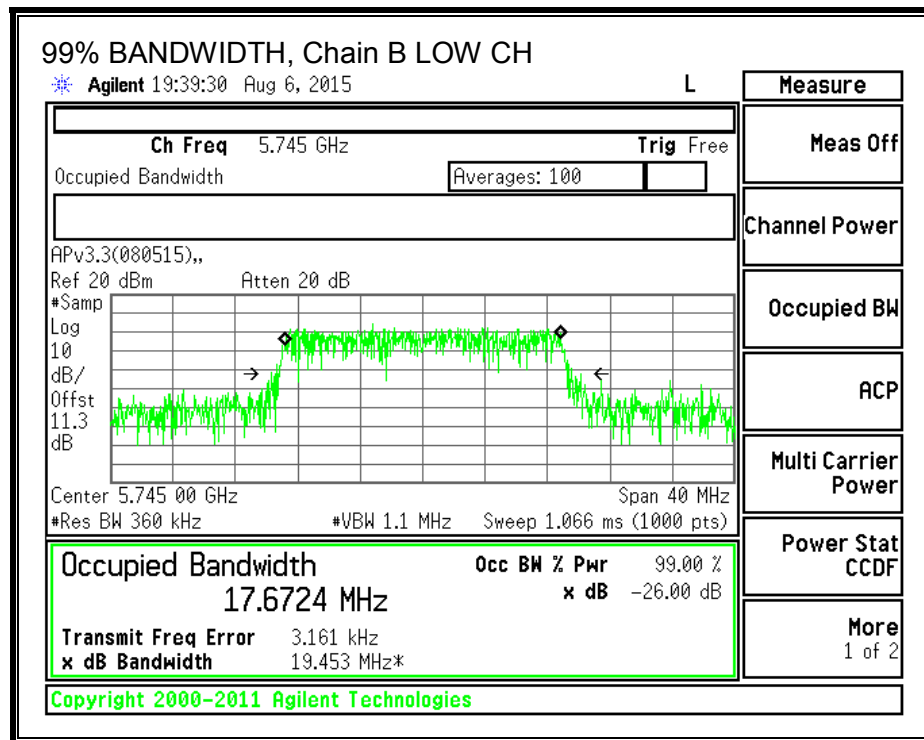 99% BANDWIDTH, Chain B LOW CH
Agilent 19:39:30 Aug 6, 2015 L
Measure
Ch Freq 5.745 GHz Trig Free
Meas Off
Occupied Bandwidth Averages: 100
Channel Power
APv3.3(080515),,
Ref 20 dBm Atten 20 dB
#Samp
Log
10
dB/
Offst
11.3
dB
Occupied BW
ACP
Multi Carrier
Power
Center 5.745 00 GHz Span 40 MHz
#Res BW 360 kHz #VBW 1.1 MHz Sweep 1.066 ms (1000 pts)
Power Stat
CCDF
Occupied Bandwidth Occ BW % Pwr 99.00 %
17.6724 MHz x dB -26.00 dB
Transmit Freq Error 3.161 kHz
x dB Bandwidth 19.453 MHz*
More
1 of 2
Copyright 2000-2011 Agilent Technologies